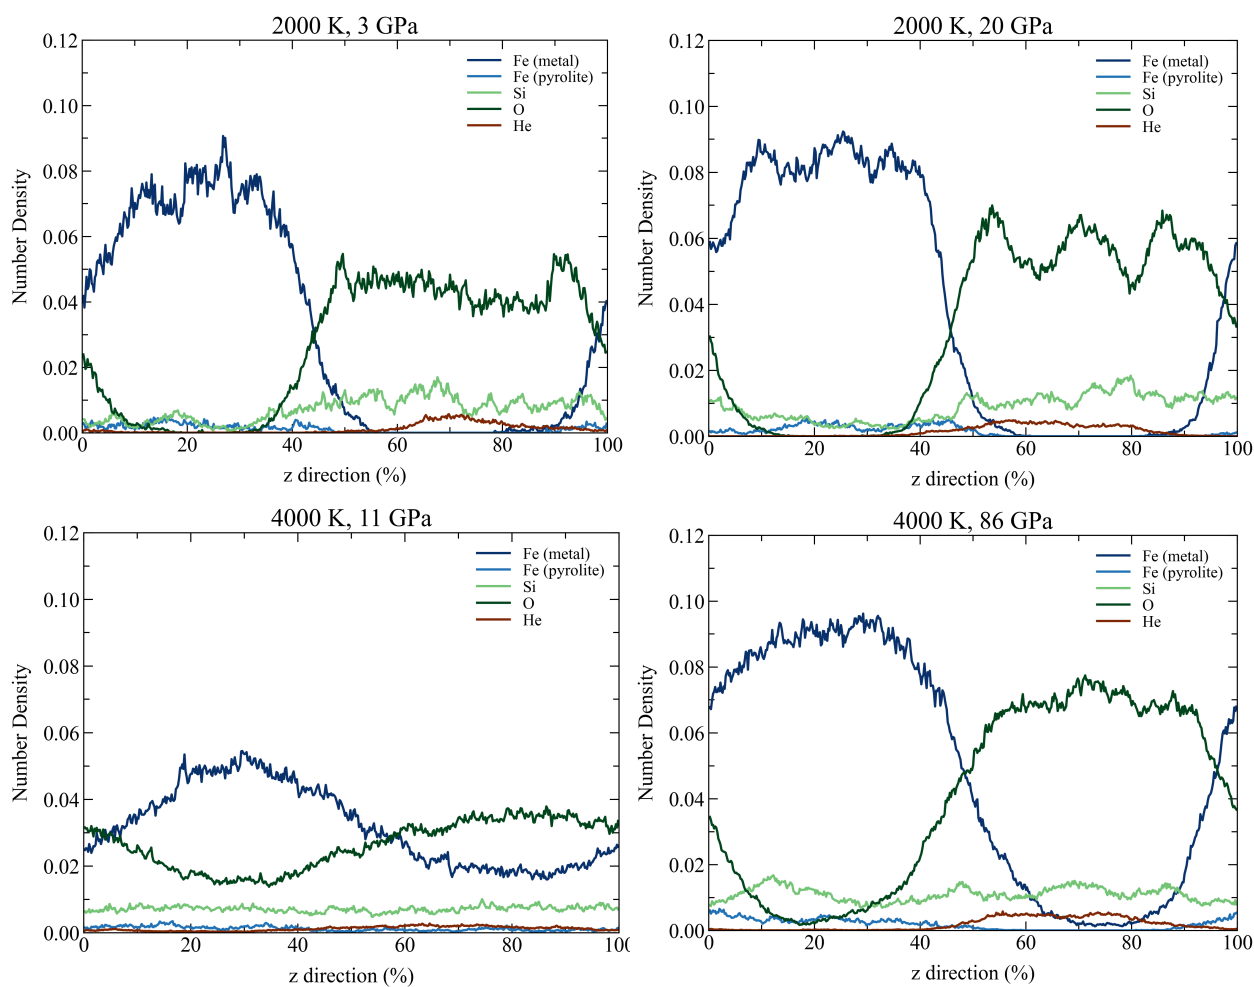 2000 K, 3 GPa
0.12
0.10
0.08
0.06
0.04
0.02
0.00
Number Density
Fe (metal)
Fe (pyrolite)
Si
O
He
0 20 40 60 80 100
z direction (%)
2000 K, 20 GPa
0.12
0.10
0.08
0.06
0.04
0.02
0.00
Number Density
Fe (metal)
Fe (pyrolite)
Si
O
He
0 20 40 60 80 100
z direction (%)
4000 K, 11 GPa
0.12
0.10
0.08
0.06
0.04
0.02
0.00
Number Density
Fe (metal)
Fe (pyrolite)
Si
O
He
0 20 40 60 80 100
z direction (%)
4000 K, 86 GPa
0.12
0.10
0.08
0.06
0.04
0.02
0.00
Number Density
Fe (metal)
Fe (pyrolite)
Si
O
He
0 20 40 60 80 100
z direction (%)